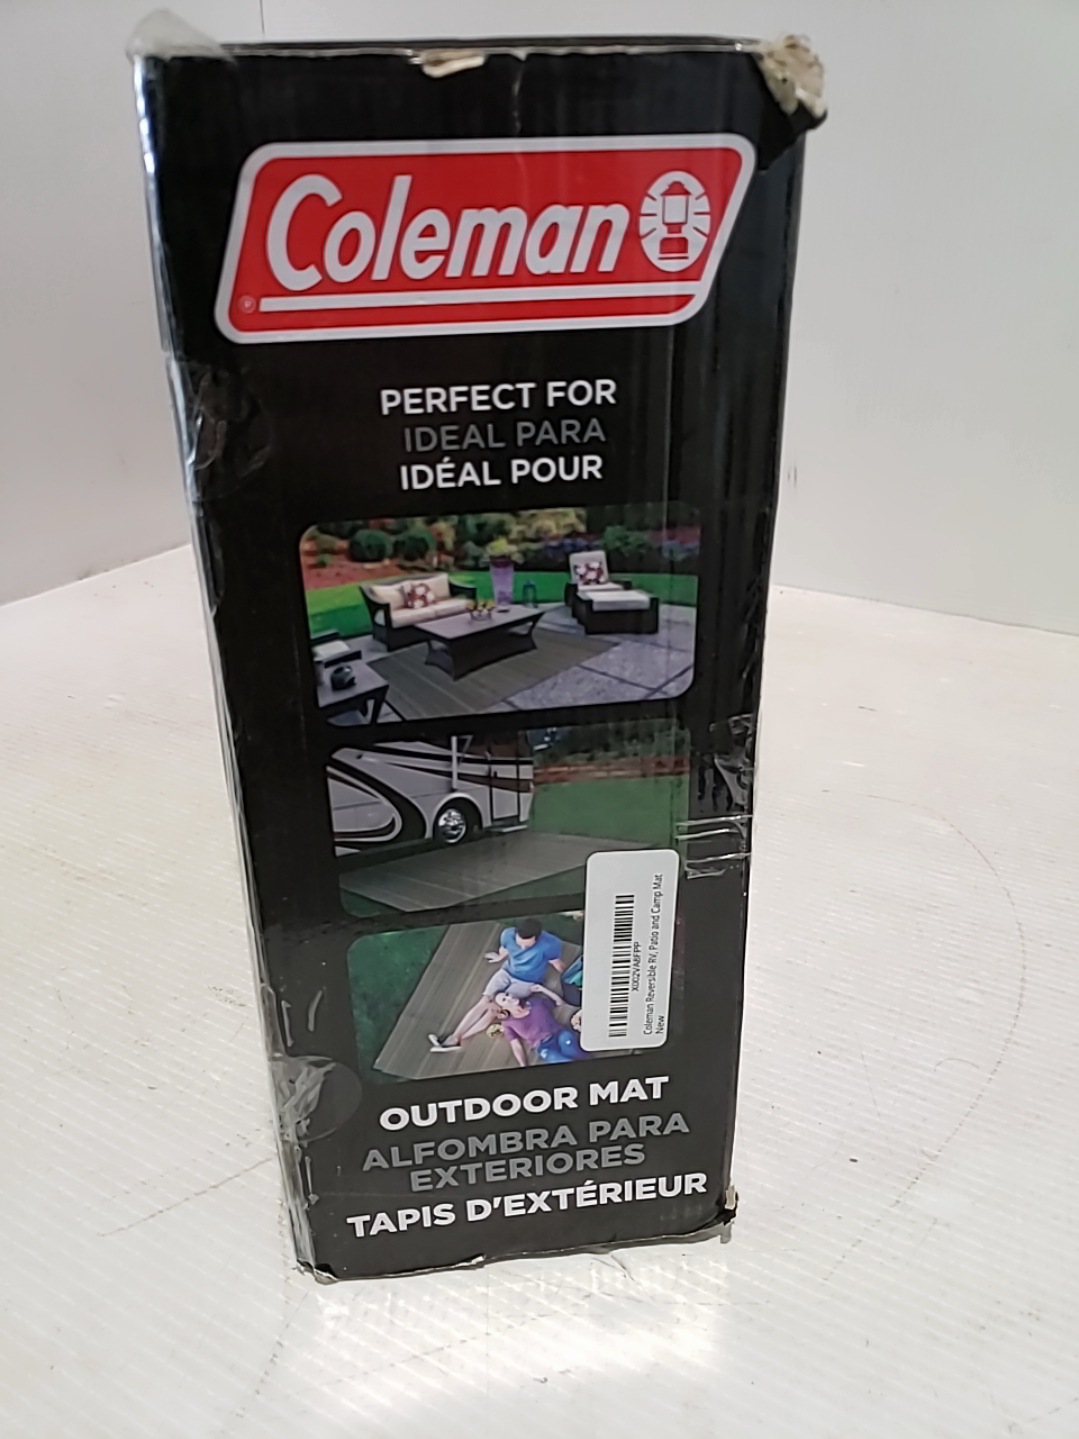 Coleman
®
PERFECT FOR
IDEAL PARA
IDÉAL POUR
X002VA8FPP
Coleman Reversible RV, Patio and Camp Mat
New
OUTDOOR MAT
ALFOMBRA PARA
EXTERIORES
TAPIS D'EXTÉRIEUR